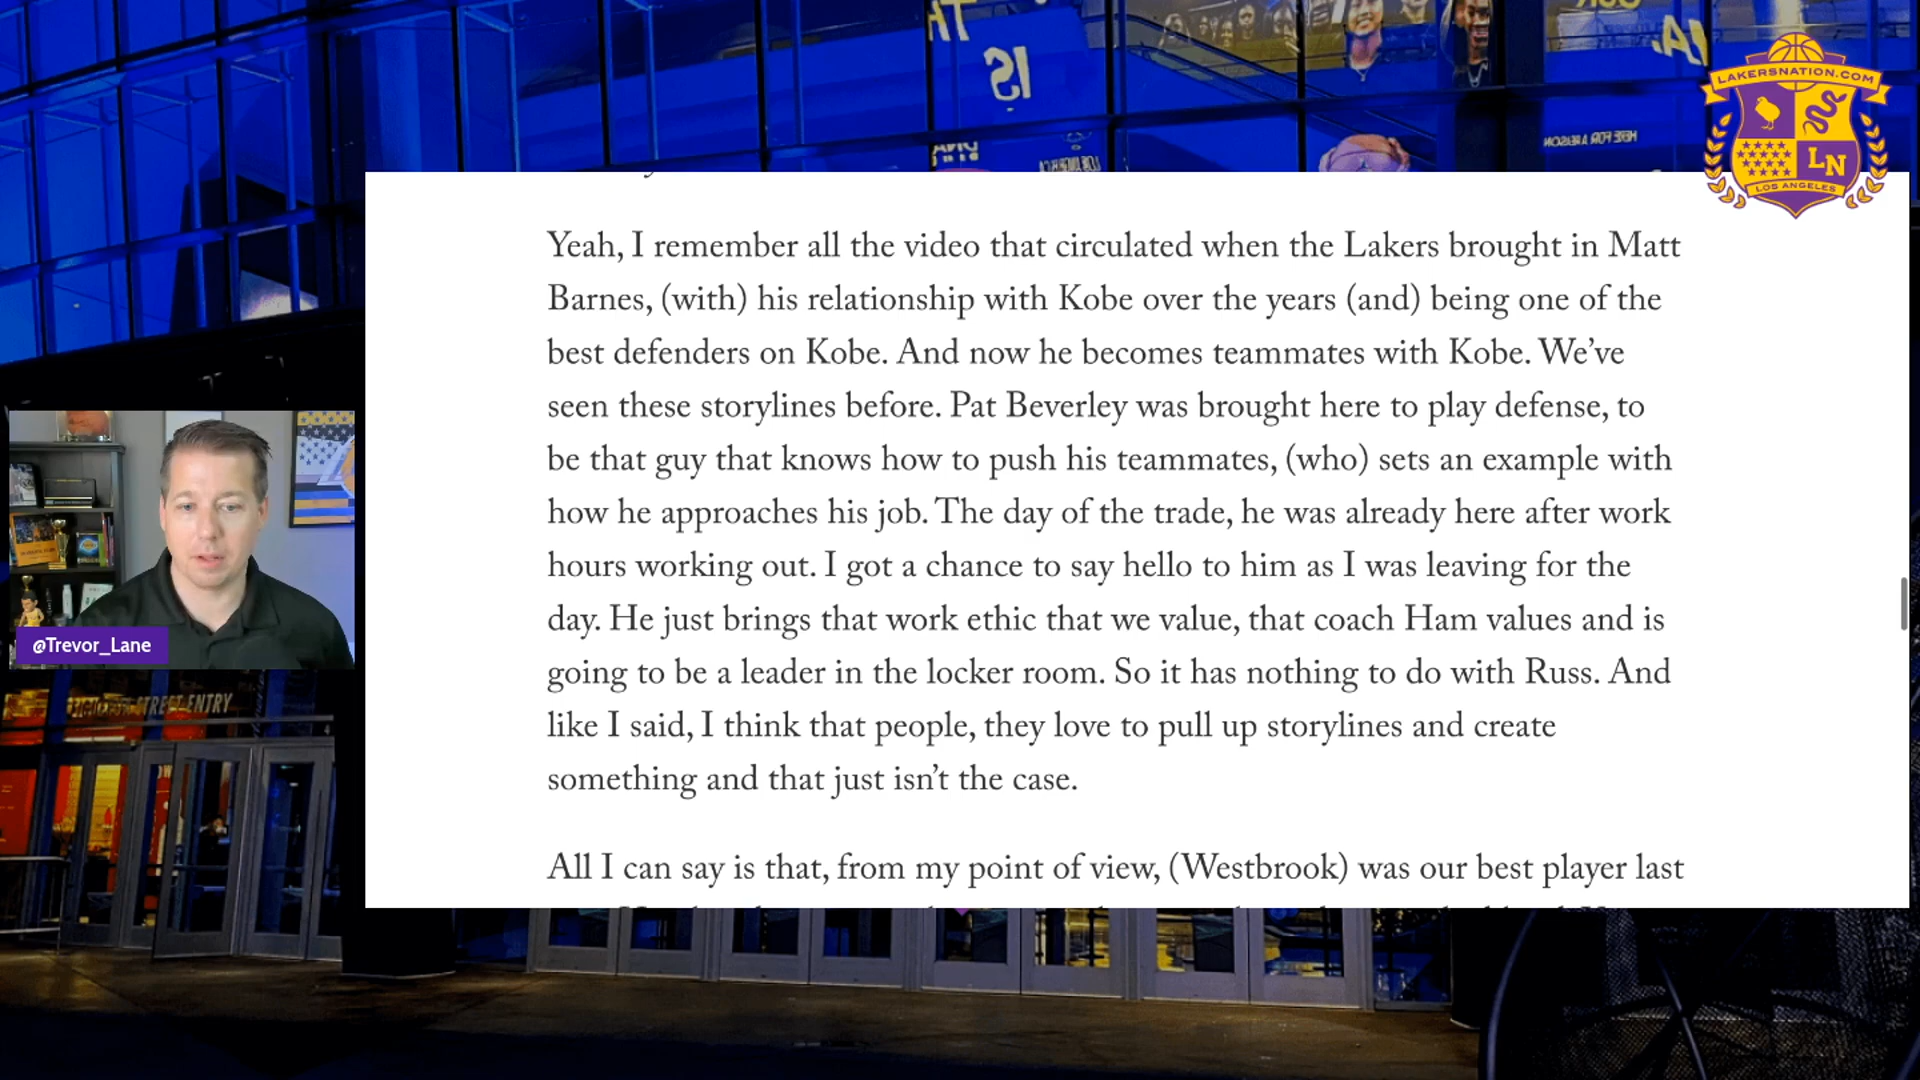 LAKERSNATION.COM
LN
LOS ANGELES
HERE FOR A REASON
Yeah, I remember all the video that circulated when the Lakers brought in Matt
Barnes, (with) his relationship with Kobe over the years (and) being one of the
best defenders on Kobe. And now he becomes teammates with Kobe. We’ve
seen these storylines before. Pat Beverley was brought here to play defense, to
be that guy that knows how to push his teammates, (who) sets an example with
how he approaches his job. The day of the trade, he was already here after work
hours working out. I got a chance to say hello to him as I was leaving for the
day. He just brings that work ethic that we value, that coach Ham values and is
going to be a leader in the locker room. So it has nothing to do with Russ. And
like I said, I think that people, they love to pull up storylines and create
something and that just isn’t the case.
All I can say is that, from my point of view, (Westbrook) was our best player last
@Trevor_Lane
STREET ENTRY